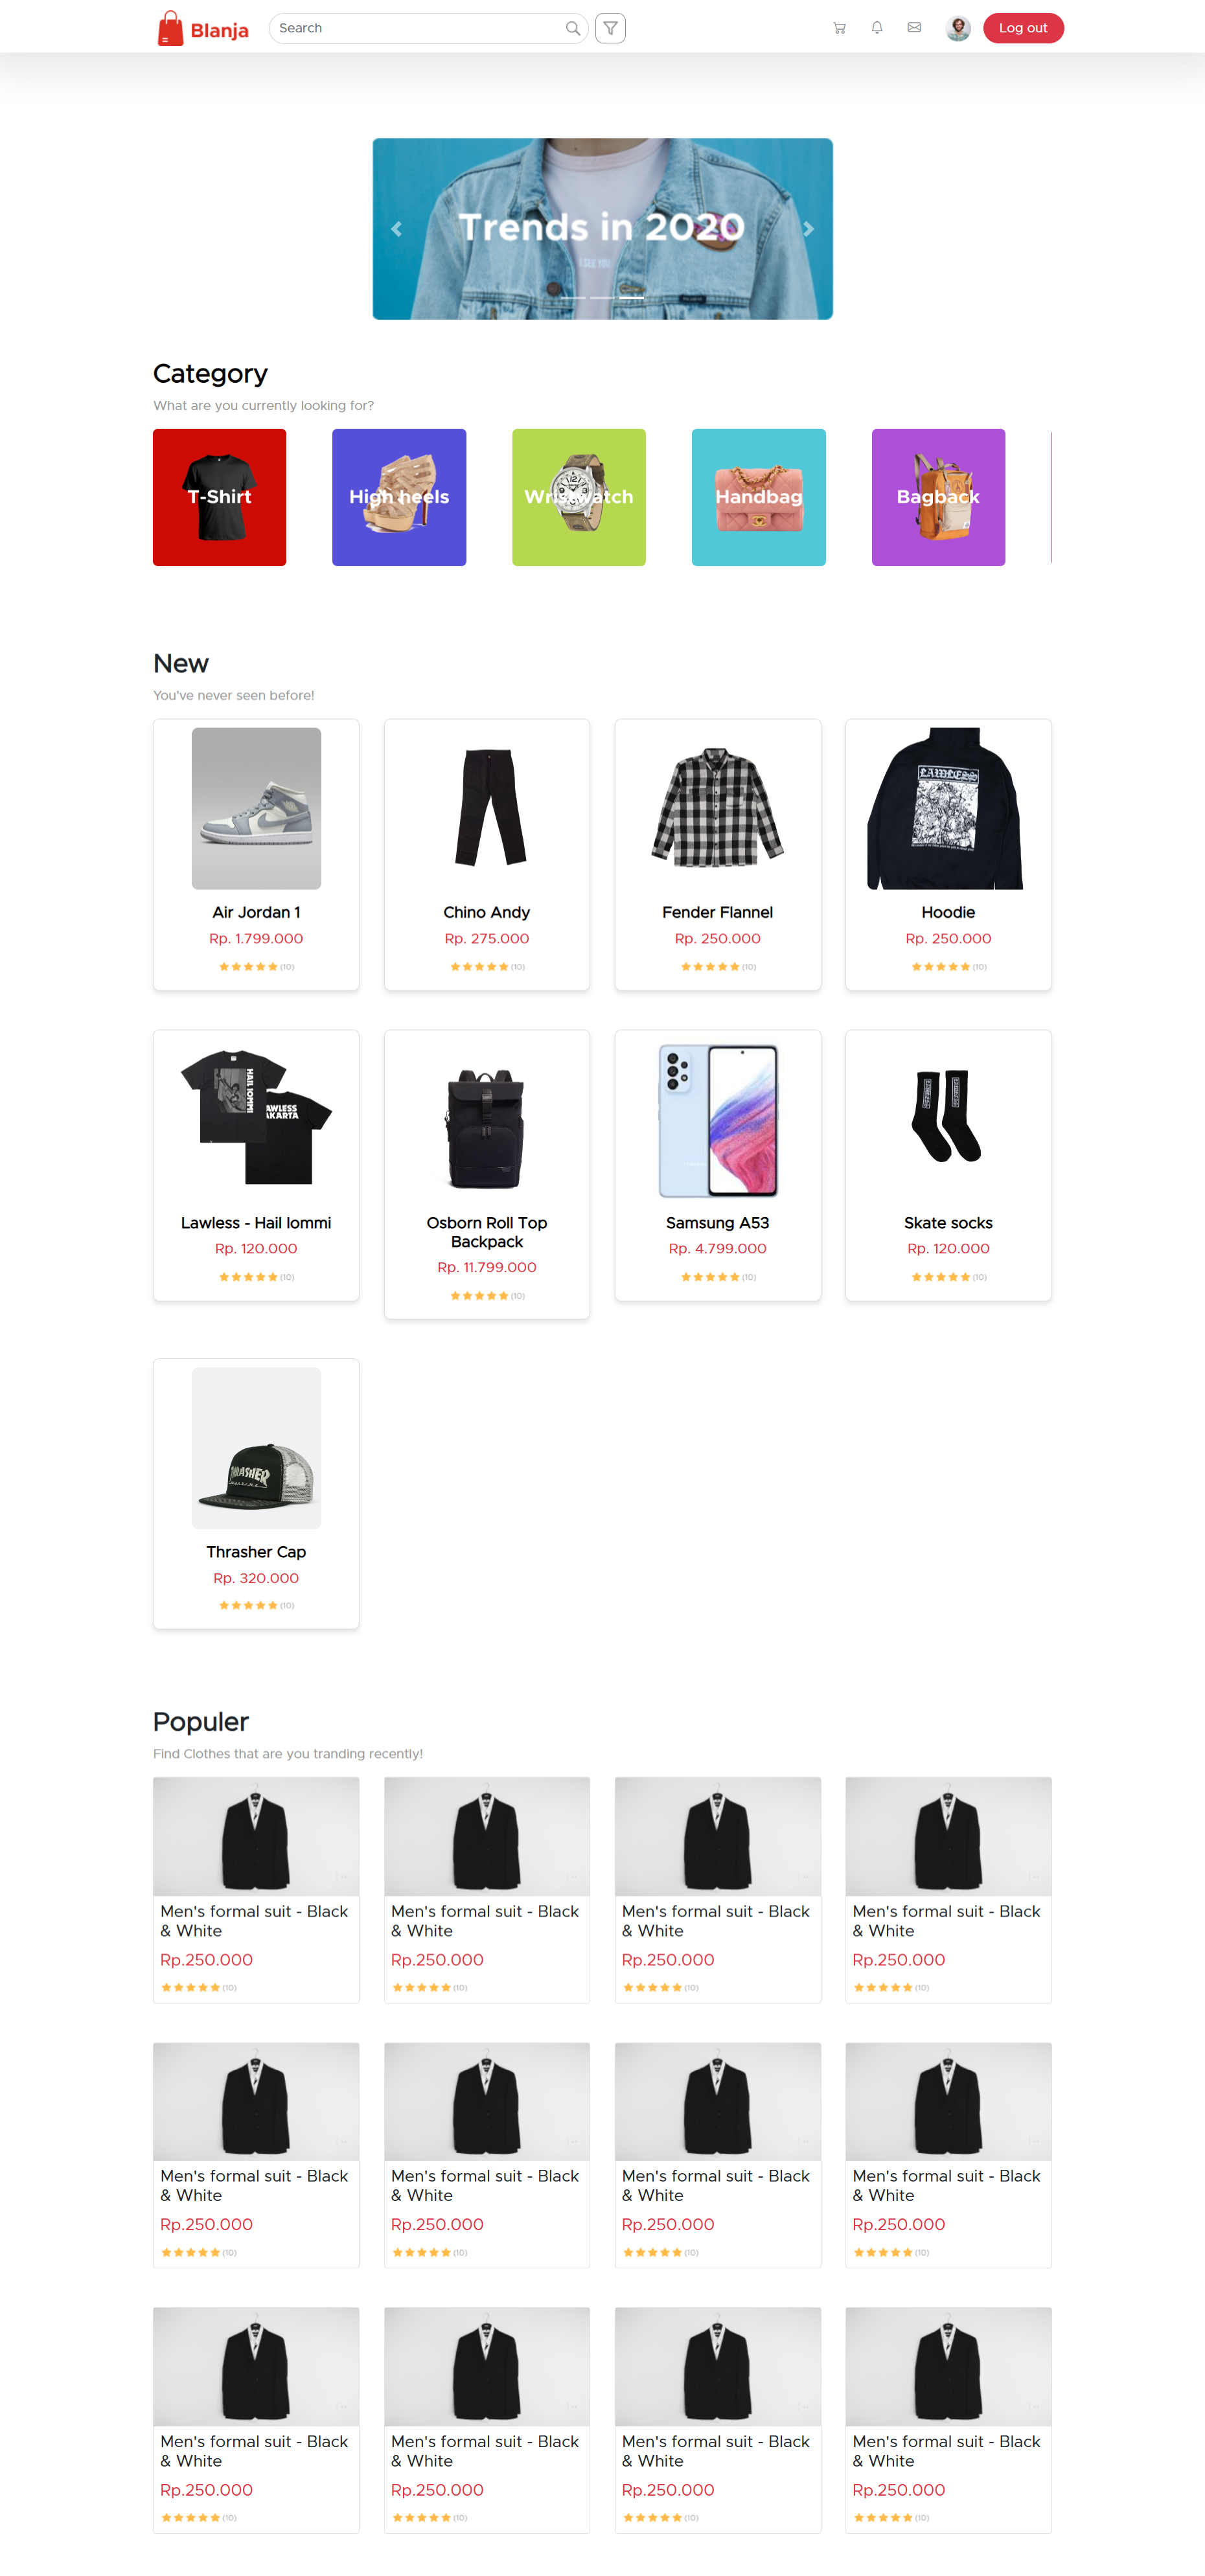 Blanja
Search
Log out
Trends in 2020
I SEE YOU
Category
What are you currently looking for?
T-Shirt
High heels
Wristwatch
Handbag
Bagback
New
You've never seen before!
LAWLESS
Air Jordan 1
Chino Andy
Fender Flannel
Hoodie
Rp. 1.799.000
Rp. 275.000
Rp. 250.000
Rp. 250.000
(10)
(10)
(10)
(10)
HAIL IOMMI
AWLESS
AKARTA
Lawless - Hail Iommi
Osborn Roll Top
Backpack
Samsung A53
Skate socks
Rp. 120.000
Rp. 11.799.000
Rp. 4.799.000
Rp. 120.000
(10)
(10)
(10)
(10)
THRASHER
Thrasher Cap
Rp. 320.000
(10)
Populer
Find Clothes that are you tranding recently!
Men's formal suit - Black
& White
Rp.250.000
(10)
Men's formal suit - Black
& White
Rp.250.000
(10)
Men's formal suit - Black
& White
Rp.250.000
(10)
Men's formal suit - Black
& White
Rp.250.000
(10)
Men's formal suit - Black
& White
Rp.250.000
(10)
Men's formal suit - Black
& White
Rp.250.000
(10)
Men's formal suit - Black
& White
Rp.250.000
(10)
Men's formal suit - Black
& White
Rp.250.000
(10)
Men's formal suit - Black
& White
Rp.250.000
(10)
Men's formal suit - Black
& White
Rp.250.000
(10)
Men's formal suit - Black
& White
Rp.250.000
(10)
Men's formal suit - Black
& White
Rp.250.000
(10)